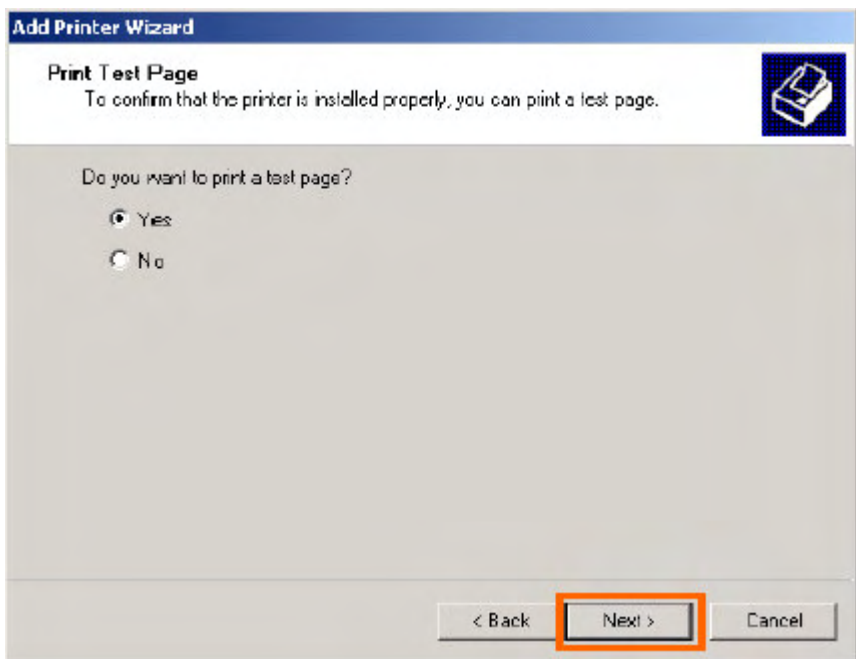 Add Printer Wizard
Print Test Page
To confirm that the printer is installed properly, you can print a test page.
Do you want to print a test page?
Yes
No
< Back Next > Cancel